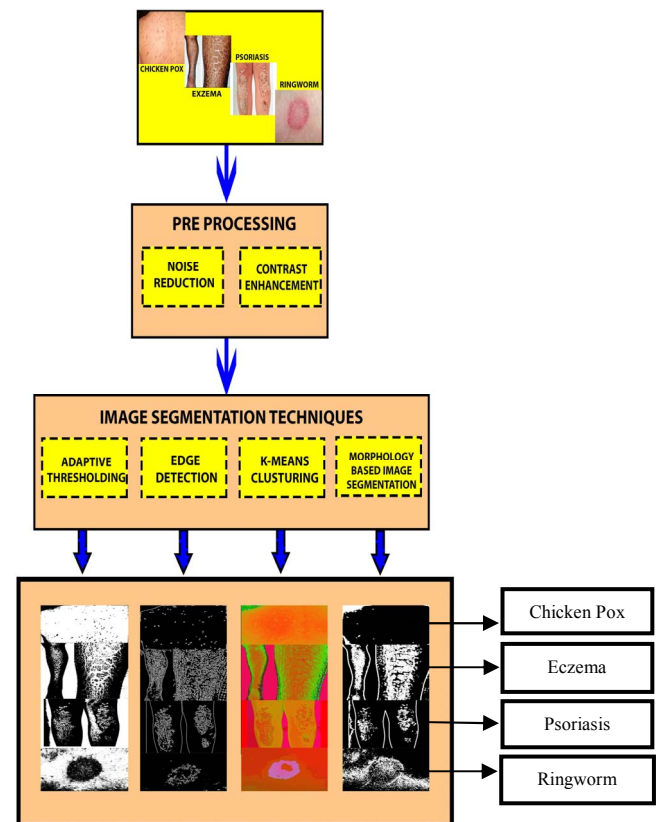 CHICKEN POX
EXZEMA
PSORIASIS
RINGWORM
PRE PROCESSING
NOISE
REDUCTION
CONTRAST
ENHANCEMENT
IMAGE SEGMENTATION TECHNIQUES
ADAPTIVE
THRESHOLDING
EDGE
DETECTION
K-MEANS
CLUSTURING
MORPHOLOGY
BASED IMAGE
SEGMENTATION
Chicken Pox
Eczema
Psoriasis
Ringworm